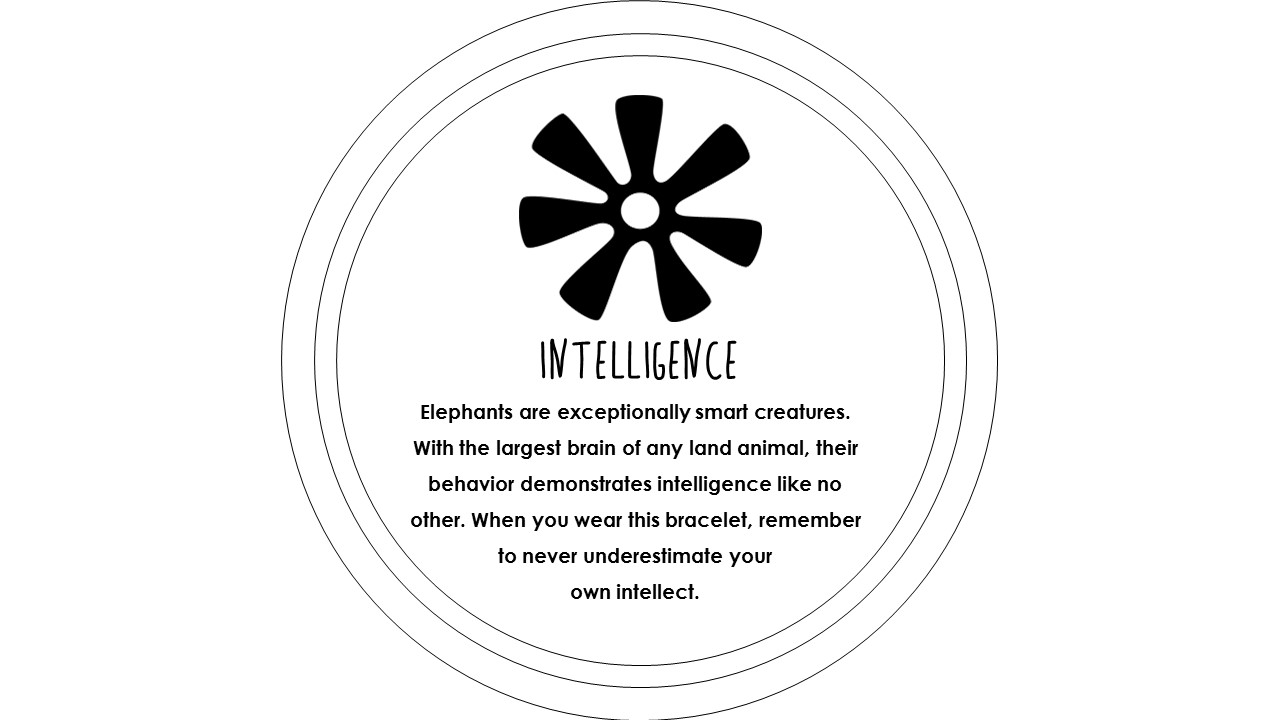 INTELLIGENCE
Elephants are exceptionally smart creatures.
With the largest brain of any land animal, their
behavior demonstrates intelligence like no
other. When you wear this bracelet, remember
to never underestimate your
own intellect.